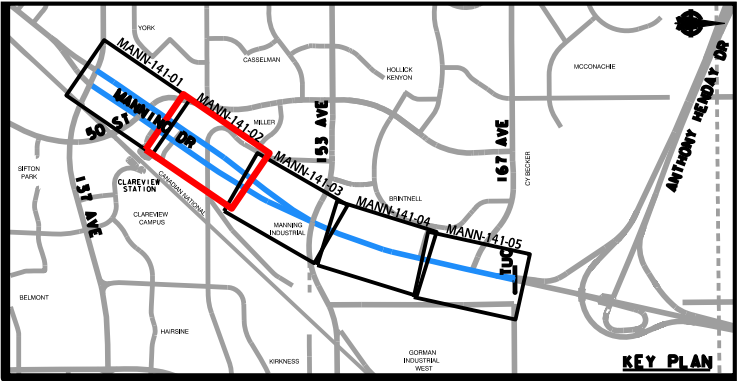 YORK
MANN-141-01
CASSELMAN
HOLLICK
KENYON
MCCONACHIE
ANTHONY HENDAY DR
MANNING DR
50 ST
MANN-141-02
MILLER
153 AVE
167 AVE
CY BECKER
SIFTON
PARK
137 AVE
CLAREVIEW
STATION
CANADIAN NATIONAL
CLAREVIEW
CAMPUS
MANN-141-03
BRINTNELL
MANN-141-04
MANNING
INDUSTRIAL
MANN-141-05
TUC
BELMONT
HAIRSINE
KIRKNESS
GORMAN
INDUSTRIAL
WEST
KEY PLAN